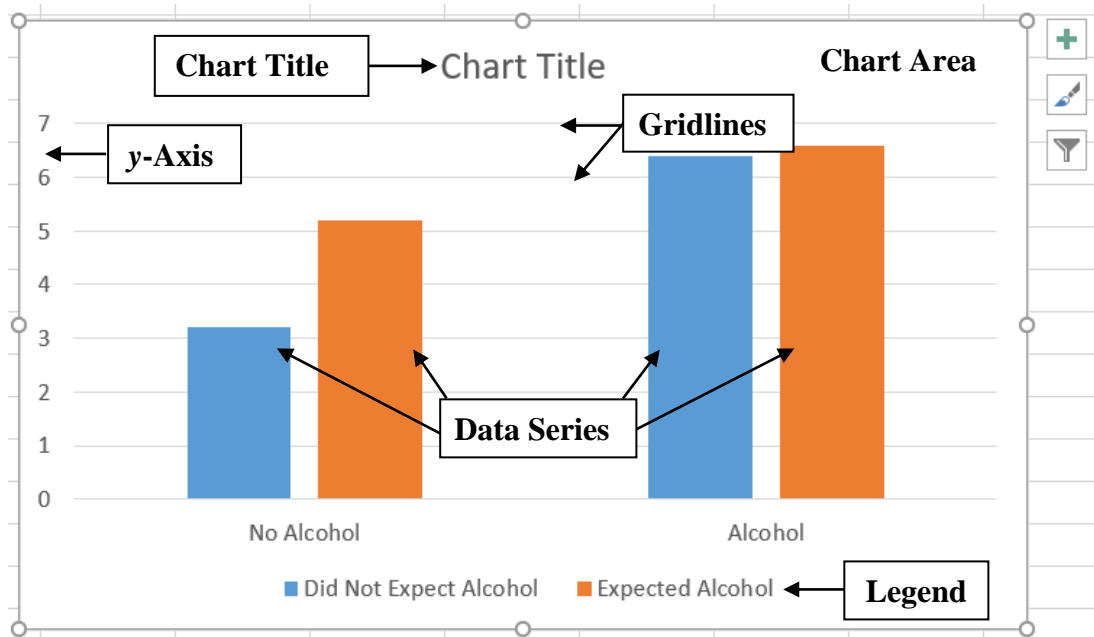 Chart Title
Chart Title
Chart Area
Gridlines
y-Axis
7
6
5
4
3
2
1
0
Data Series
No Alcohol
Alcohol
Did Not Expect Alcohol
Expected Alcohol
Legend